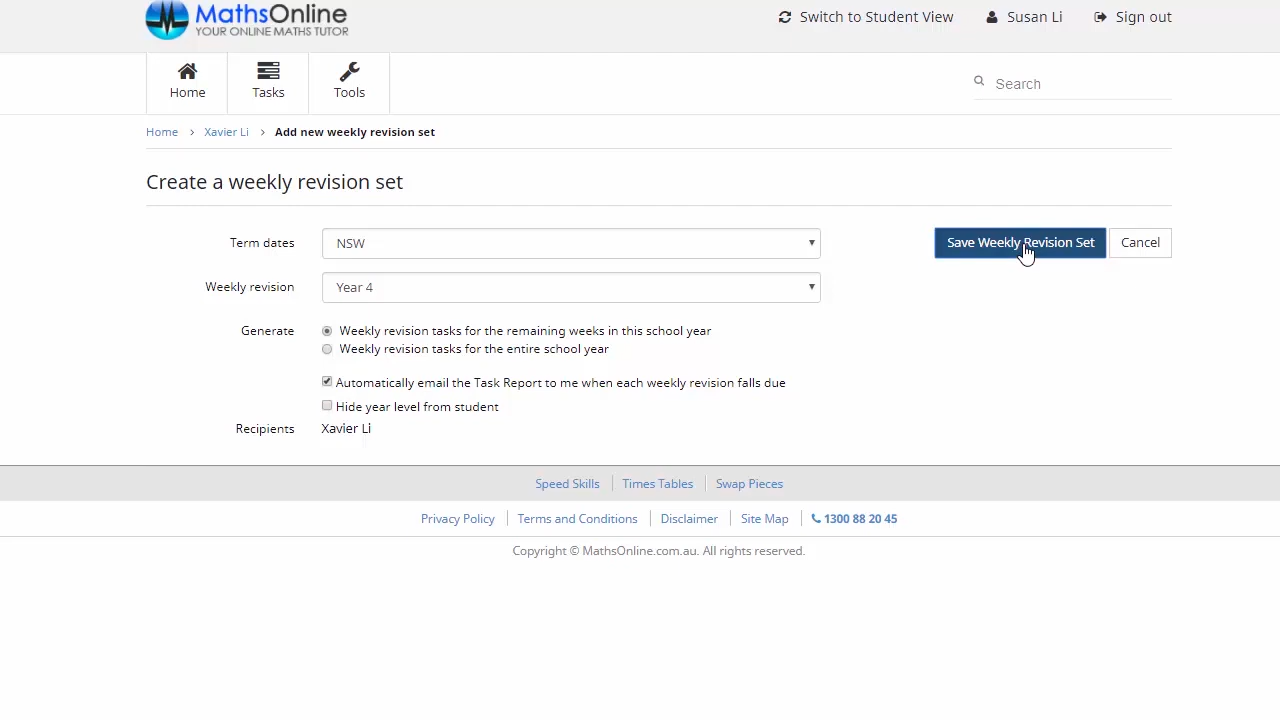 MathsOnline
YOUR ONLINE MATHS TUTOR
Switch to Student View Susan Li Sign out
Home Tasks Tools
Search
Home > Xavier Li > Add new weekly revision set
Create a weekly revision set
Term dates NSW Save Weekly Revision Set Cancel
Weekly revision Year 4
Generate Weekly revision tasks for the remaining weeks in this school year
Weekly revision tasks for the entire school year
Automatically email the Task Report to me when each weekly revision falls due
Hide year level from student
Recipients Xavier Li
Speed Skills Times Tables Swap Pieces
Privacy Policy Terms and Conditions Disclaimer Site Map 1300 88 20 45
Copyright © MathsOnline.com.au. All rights reserved.